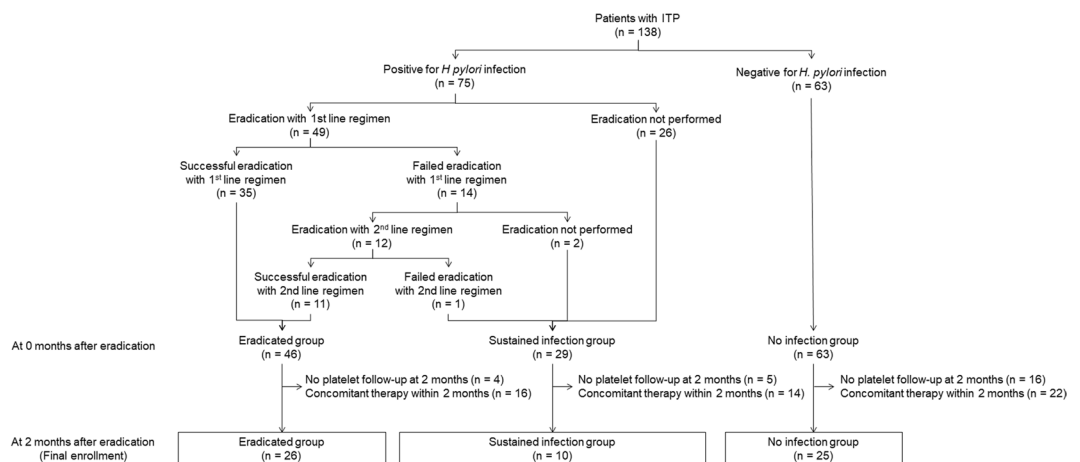 Patients with ITP
(n = 138)
Positive for H pylori infection
(n = 75)
Negative for H. pylori infection
(n = 63)
Eradication with 1st line regimen
(n = 49)
Eradication not performed
(n = 26)
Successful eradication
with 1st line regimen
(n = 35)
Failed eradication
with 1st line regimen
(n = 14)
Eradication with 2nd line regimen
(n = 12)
Eradication not performed
(n = 2)
Successful eradication
with 2nd line regimen
(n = 11)
Failed eradication
with 2nd line regimen
(n = 1)
At 0 months after eradication
Eradicated group
(n = 46)
Sustained infection group
(n = 29)
No infection group
(n = 63)
No platelet follow-up at 2 months (n = 4)
Concomitant therapy within 2 months (n = 16)
No platelet follow-up at 2 months (n = 5)
Concomitant therapy within 2 months (n = 14)
No platelet follow-up at 2 months (n = 16)
Concomitant therapy within 2 months (n = 22)
At 2 months after eradication
(Final enrollment)
Eradicated group
(n = 26)
Sustained infection group
(n = 10)
No infection group
(n = 25)